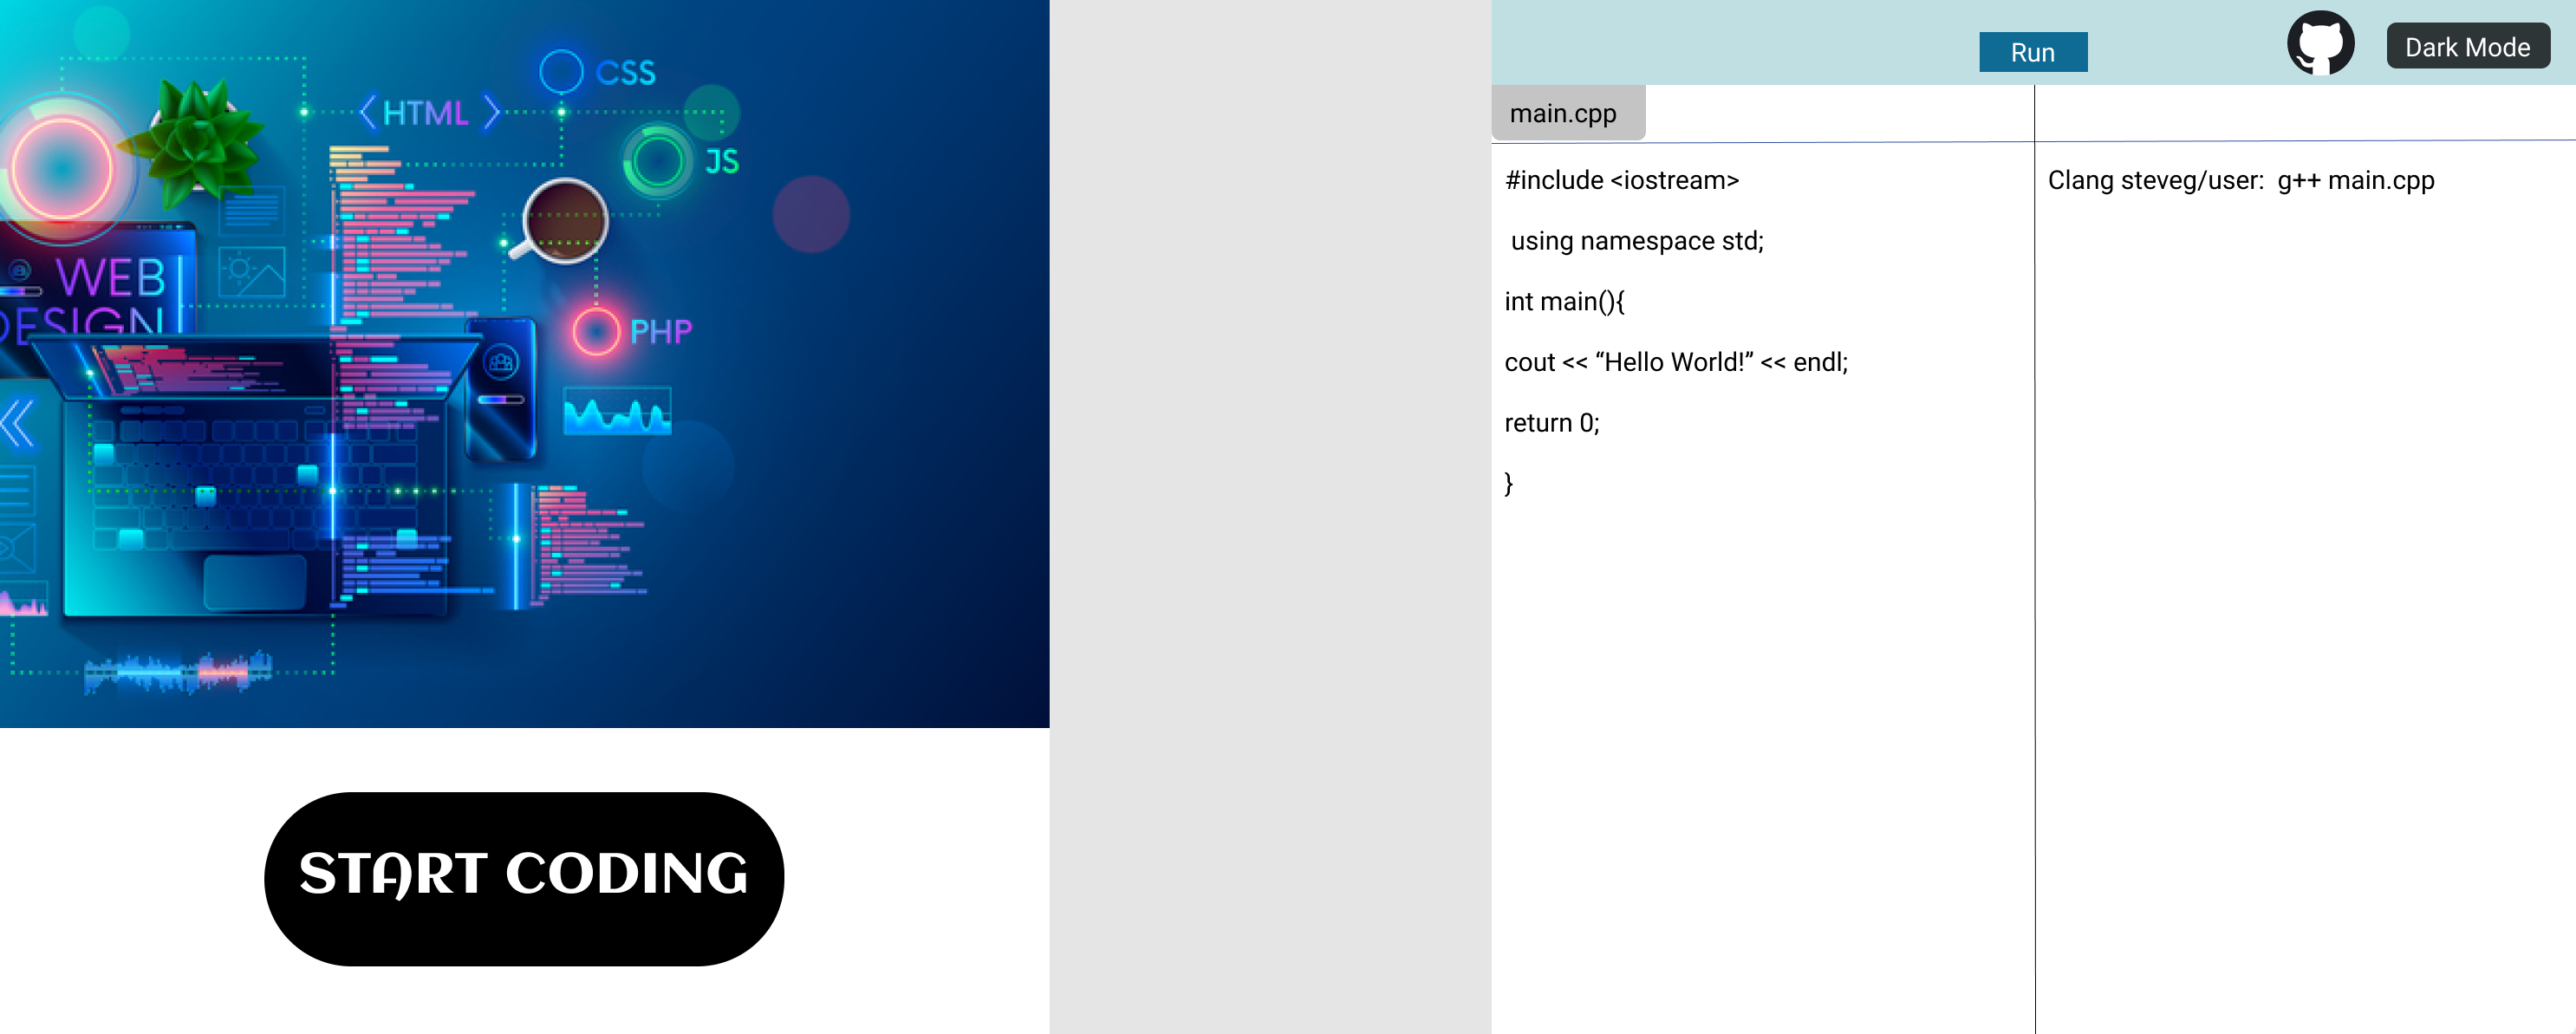 CSS
< HTML >
JS
WEB
DESIGN
PHP
START CODING
Run
Dark Mode
main.cpp
#include <iostream>
using namespace std;
int main(){
cout << “Hello World!” << endl;
return 0;
}
Clang steveg/user:  g++ main.cpp